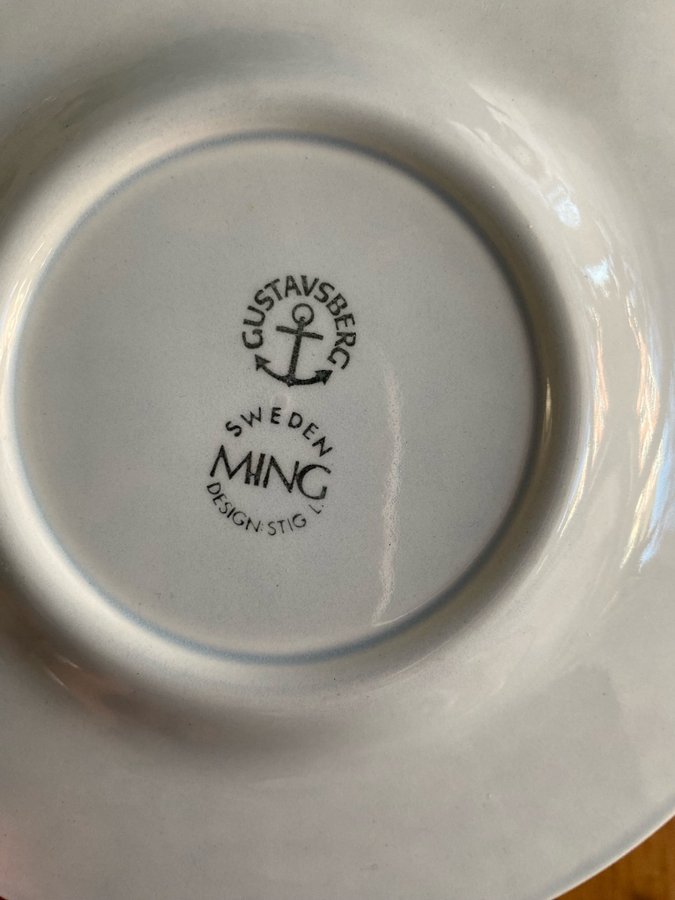 GUSTAVSBERG
SWEDEN
MING
DESIGN: STIG L.